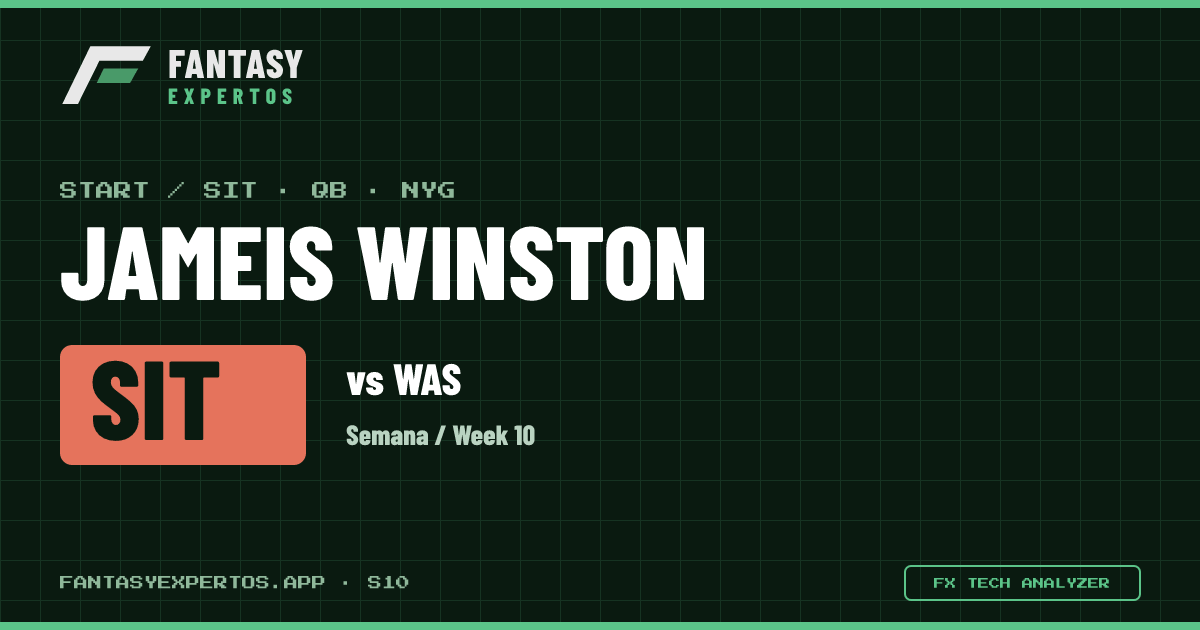 FANTASY
EXPERTOS
START / SIT · QB · NYG
JAMEIS WINSTON
SIT
vs WAS
Semana / Week 10
FANTASYEXPERTOS.APP · S10
FX TECH ANALYZER